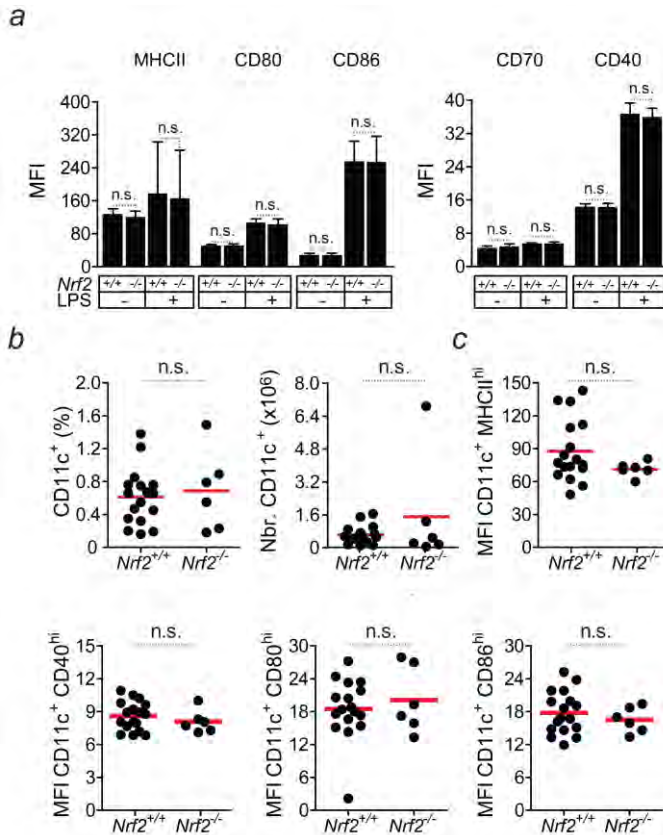 a
MHCII CD80 CD86 CD70 CD40
MFI
400
320
240
160
80
0
n.s. n.s. n.s. n.s. n.s. n.s.
Nrf2 +/+ -/- +/+ -/- +/+ -/- +/+ -/- +/+ -/- +/+ -/-
LPS - + - + - +
MFI
40
32
24
16
8
0
n.s. n.s. n.s. n.s.
+/+ -/- +/+ -/- +/+ -/- +/+ -/-
- + - +
b
n.s.
CD11c+ (%)
2.0
1.6
1.2
0.8
0.4
0
Nrf2+/+ Nrf2-/-
n.s.
Nbr. CD11c+ (x10⁶)
8.0
6.4
4.8
3.2
1.6
0
Nrf2+/+ Nrf2-/-
c
n.s.
MFI CD11c+ MHCIIhi
150
120
90
60
30
0
Nrf2+/+ Nrf2-/-
n.s.
MFI CD11c+ CD40hi
15
12
9
6
3
0
Nrf2+/+ Nrf2-/-
n.s.
MFI CD11c+ CD80hi
30
24
18
12
6
0
Nrf2+/+ Nrf2-/-
n.s.
MFI CD11c+ CD86hi
30
24
18
12
6
0
Nrf2+/+ Nrf2-/-